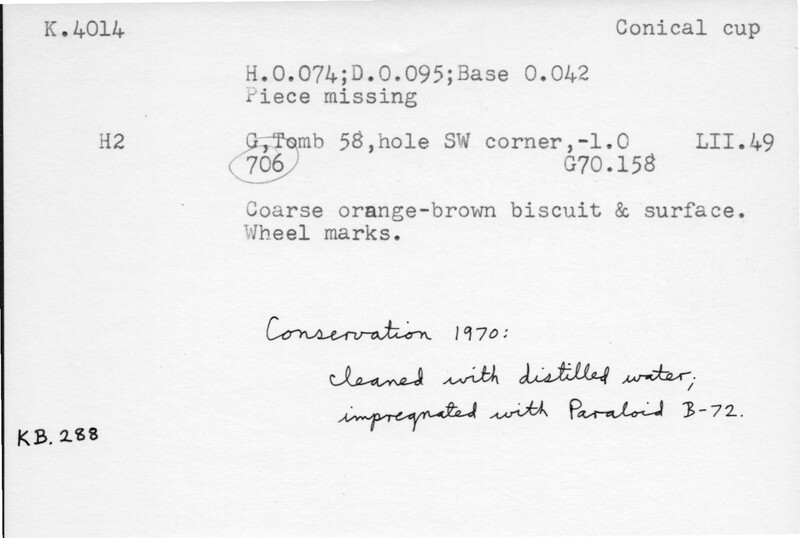 K.4014 Conical cup
H.0.074;D.0.095;Base 0.042
Piece missing
H2 G,Tomb 58,hole SW corner,-1.0 LII.49
706 G70.158
Coarse orange-brown biscuit & surface.
Wheel marks.
Conservation 1970:
cleaned with distilled water;
impregnated with Paraloid B-72.
KB.288